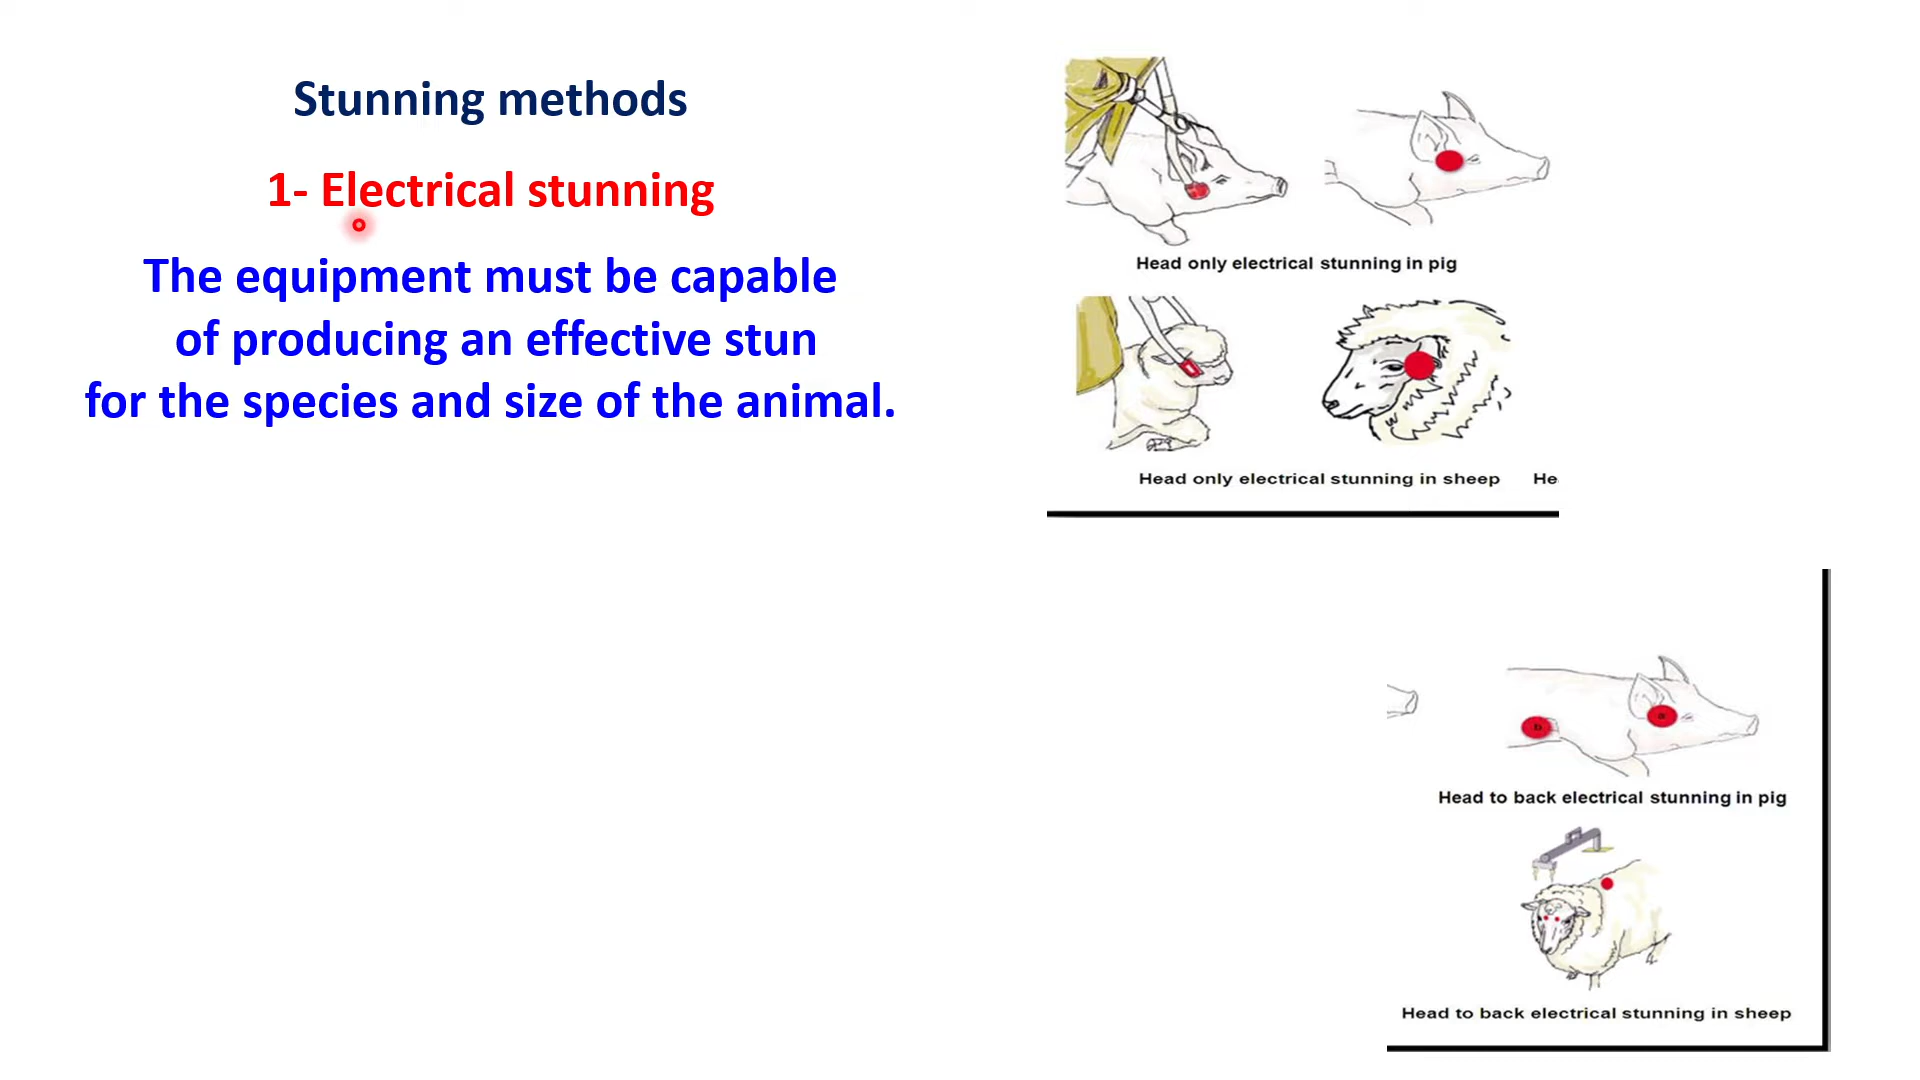 Stunning methods
1- Electrical stunning
The equipment must be capable
of producing an effective stun
for the species and size of the animal.
Head only electrical stunning in pig
Head only electrical stunning in sheep
He
b
a
Head to back electrical stunning in pig
Head to back electrical stunning in sheep